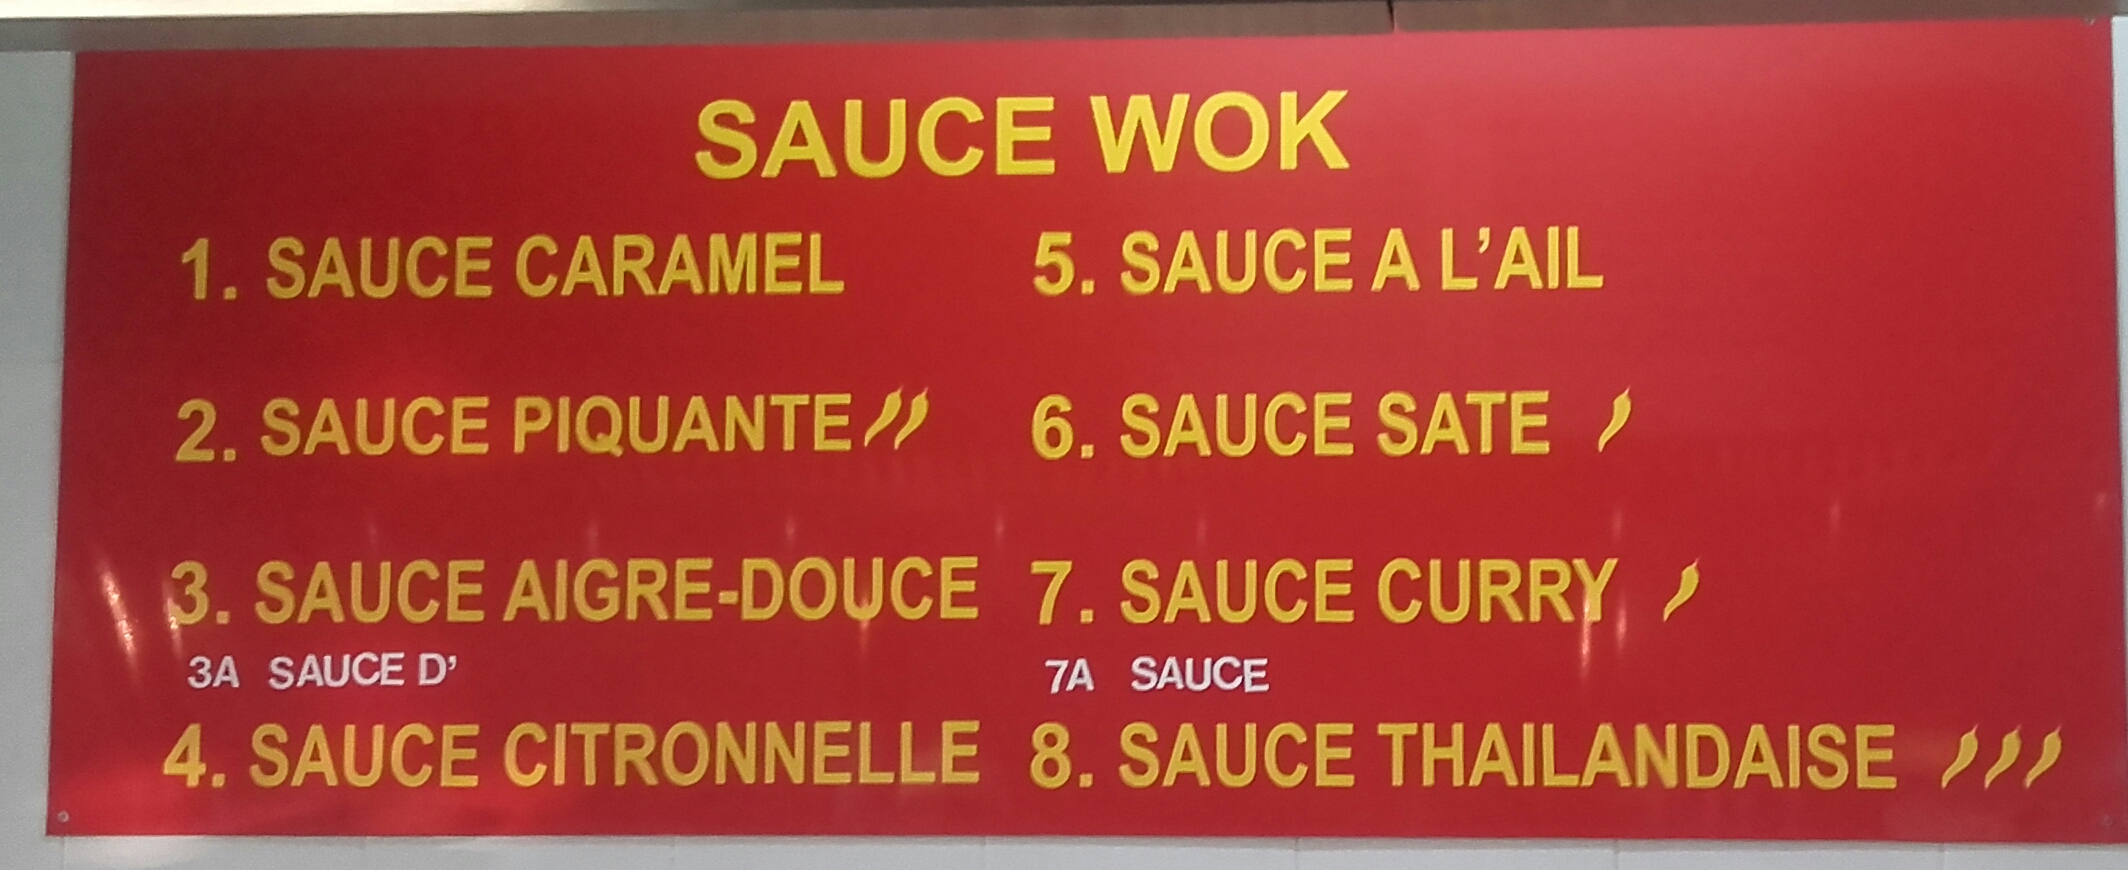 SAUCE WOK
1. SAUCE CARAMEL
2. SAUCE PIQUANTE
3. SAUCE AIGRE-DOUCE
3A SAUCE D'
4. SAUCE CITRONNELLE
5. SAUCE A L'AIL
6. SAUCE SATE
7. SAUCE CURRY
7A SAUCE
8. SAUCE THAILANDAISE